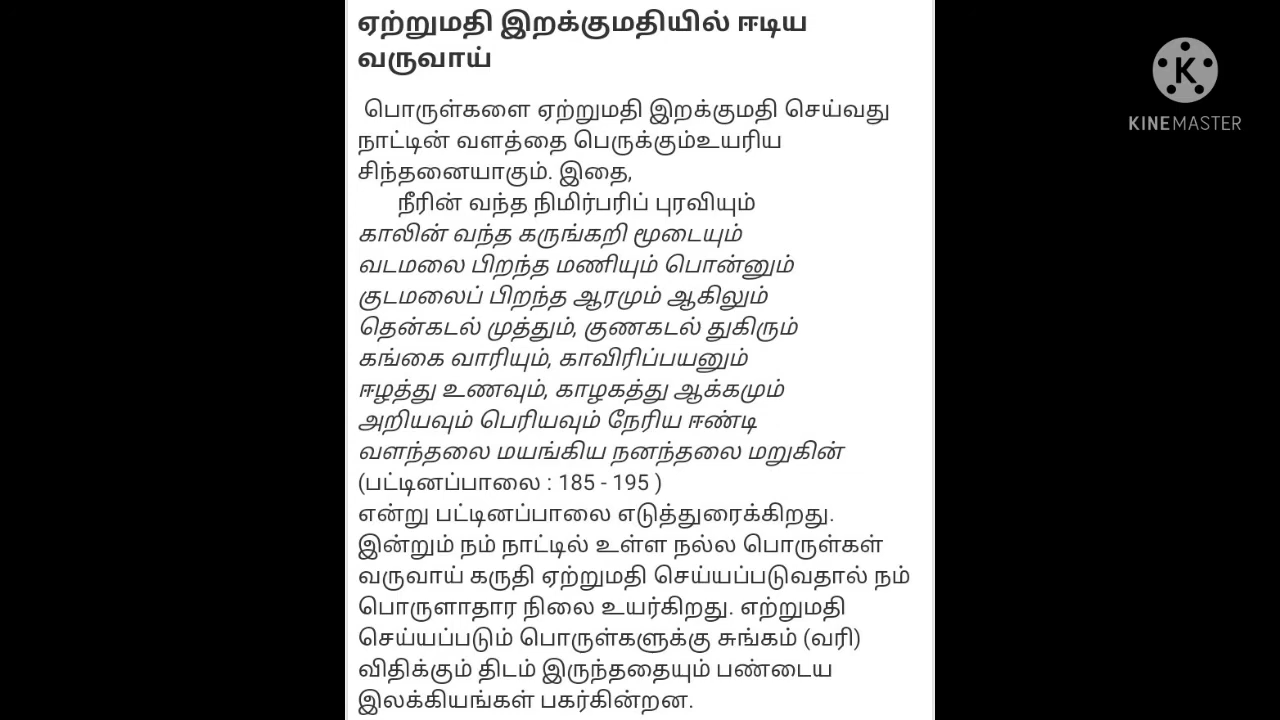 ஏற்றுமதி இறக்குமதியில் ஈடிய
வருவாய்
பொருள்களை ஏற்றுமதி இறக்குமதி செய்வது
நாட்டின் வளத்தை பெருக்கும்உயரிய
சிந்தனையாகும். இதை,
நீரின் வந்த நிமிர்பரிப் புரவியும்
காலின் வந்த கருங்கறி மூடையும்
வடமலை பிறந்த மணியும் பொன்னும்
குடமலைப் பிறந்த ஆரமும் ஆகிலும்
தென்கடல் முத்தும், குணகடல் துகிரும்
கங்கை வாரியும், காவிரிப்பயனும்
ஈழத்து உணவும், காழகத்து ஆக்கமும்
அறியவும் பெரியவும் நேரிய ஈண்டி
வளந்தலை மயங்கிய நனந்தலை மறுகின்
(பட்டினப்பாலை : 185 - 195 )
என்று பட்டினப்பாலை எடுத்துரைக்கிறது.
இன்றும் நம் நாட்டில் உள்ள நல்ல பொருள்கள்
வருவாய் கருதி ஏற்றுமதி செய்யப்படுவதால் நம்
பொருளாதார நிலை உயர்கிறது. எற்றுமதி
செய்யப்படும் பொருள்களுக்கு சுங்கம் (வரி)
விதிக்கும் திடம் இருந்ததையும் பண்டைய
இலக்கியங்கள் பகர்கின்றன.
K
KINEMASTER